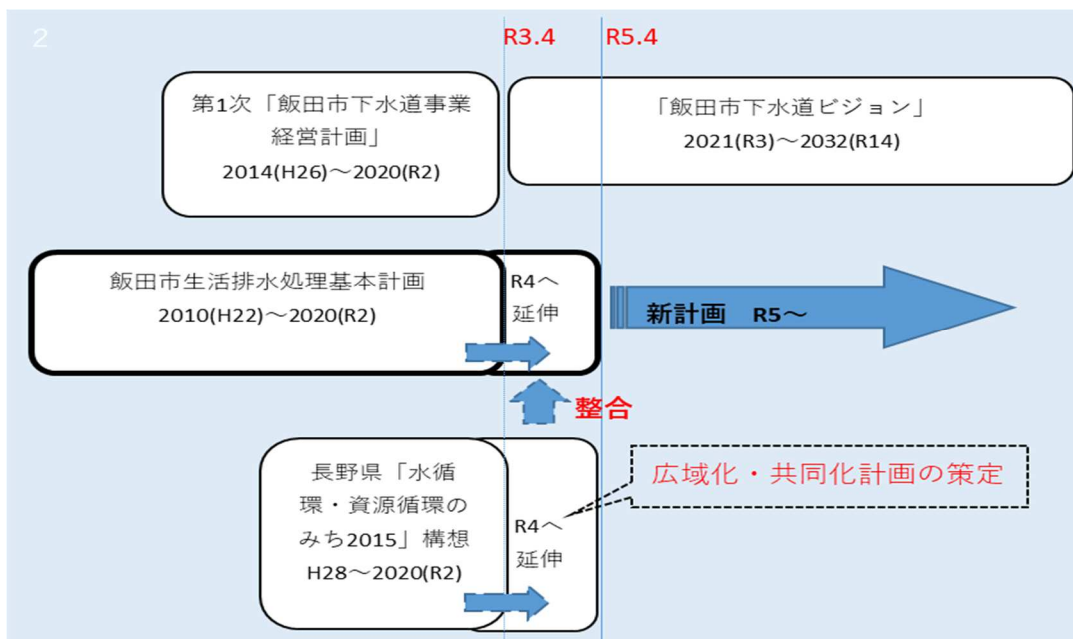 2
R3.4
R5.4
第1次「飯田市下水道事業
経営計画」
2014(H26)～2020(R2)
「飯田市下水道ビジョン」
2021(R3)～2032(R14)
飯田市生活排水処理基本計画
2010(H22)～2020(R2)
R4へ
延伸
新計画　R5～
整合
長野県「水循
環・資源循環の
みち2015」構想
H28～2020(R2)
R4へ
延伸
広域化・共同化計画の策定